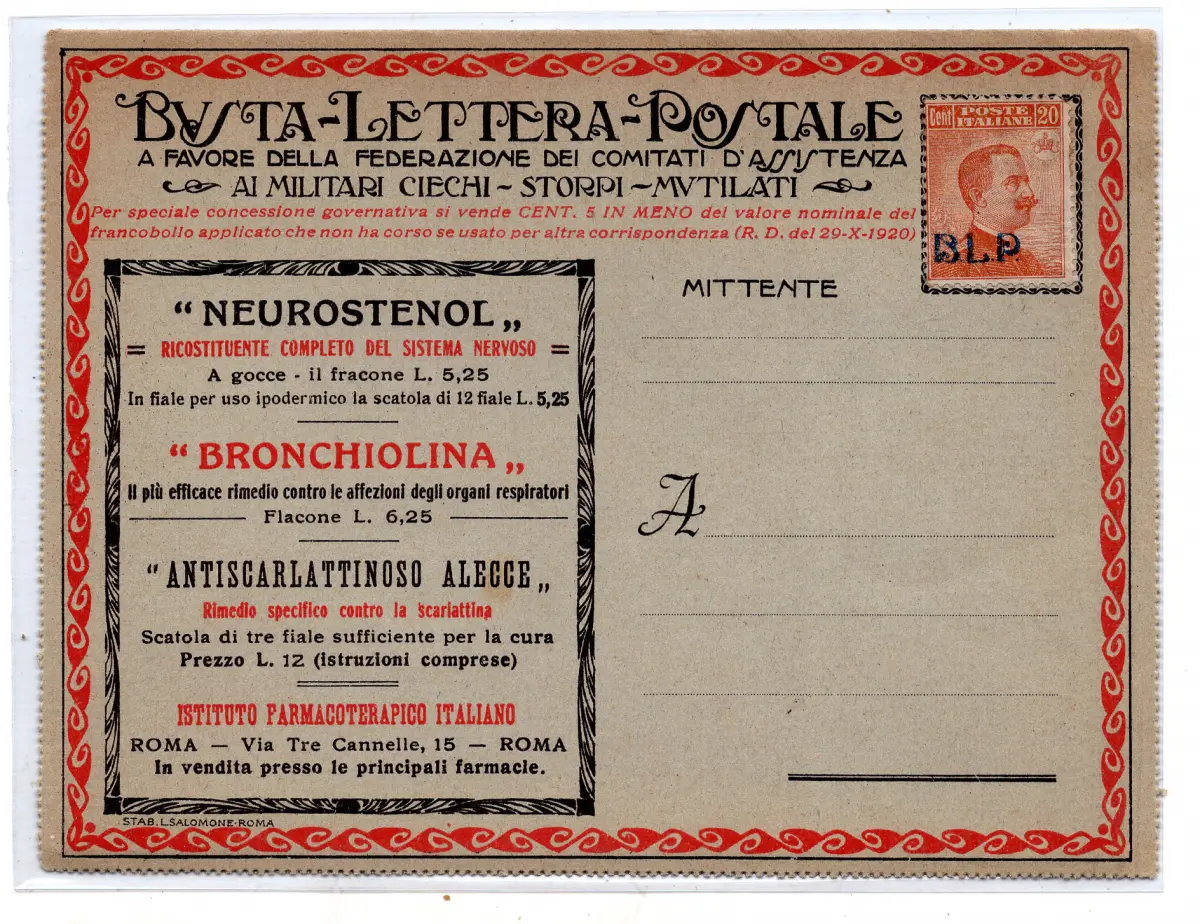 BVSTA-LETTERA-POSTALE
A FAVORE DELLA FEDERAZIONE DEI COMITATI D'ASSISTENZA
AI MILITARI CIECHI - STORPI - MVTILATI
Per speciale concessione governativa si vende CENT. 5 IN MENO del valore nominale del
francobollo applicato che non ha corso se usato per altra corrispondenza (R. D. del 29-X-1920)
Cent POSTE ITALIANE 20
BLP
MITTENTE
A
“ NEUROSTENOL „
= RICOSTITUENTE COMPLETO DEL SISTEMA NERVOSO =
A gocce - il fracone L. 5,25
In fiale per uso ipodermico la scatola di 12 fiale L. 5,25
“ BRONCHIOLINA „
Il più efficace rimedio contro le affezioni degli organi respiratori
Flacone L. 6,25
“ ANTISCARLATTINOSO ALECCE „
Rimedio specifico contro la Scarlattina
Scatola di tre fiale sufficiente per la cura
Prezzo L. 12 (istruzioni comprese)
ISTITUTO FARMACOTERAPICO ITALIANO
ROMA — Via Tre Cannelle, 15 — ROMA
In vendita presso le principali farmacie.
STAB. L.SALOMONE-ROMA